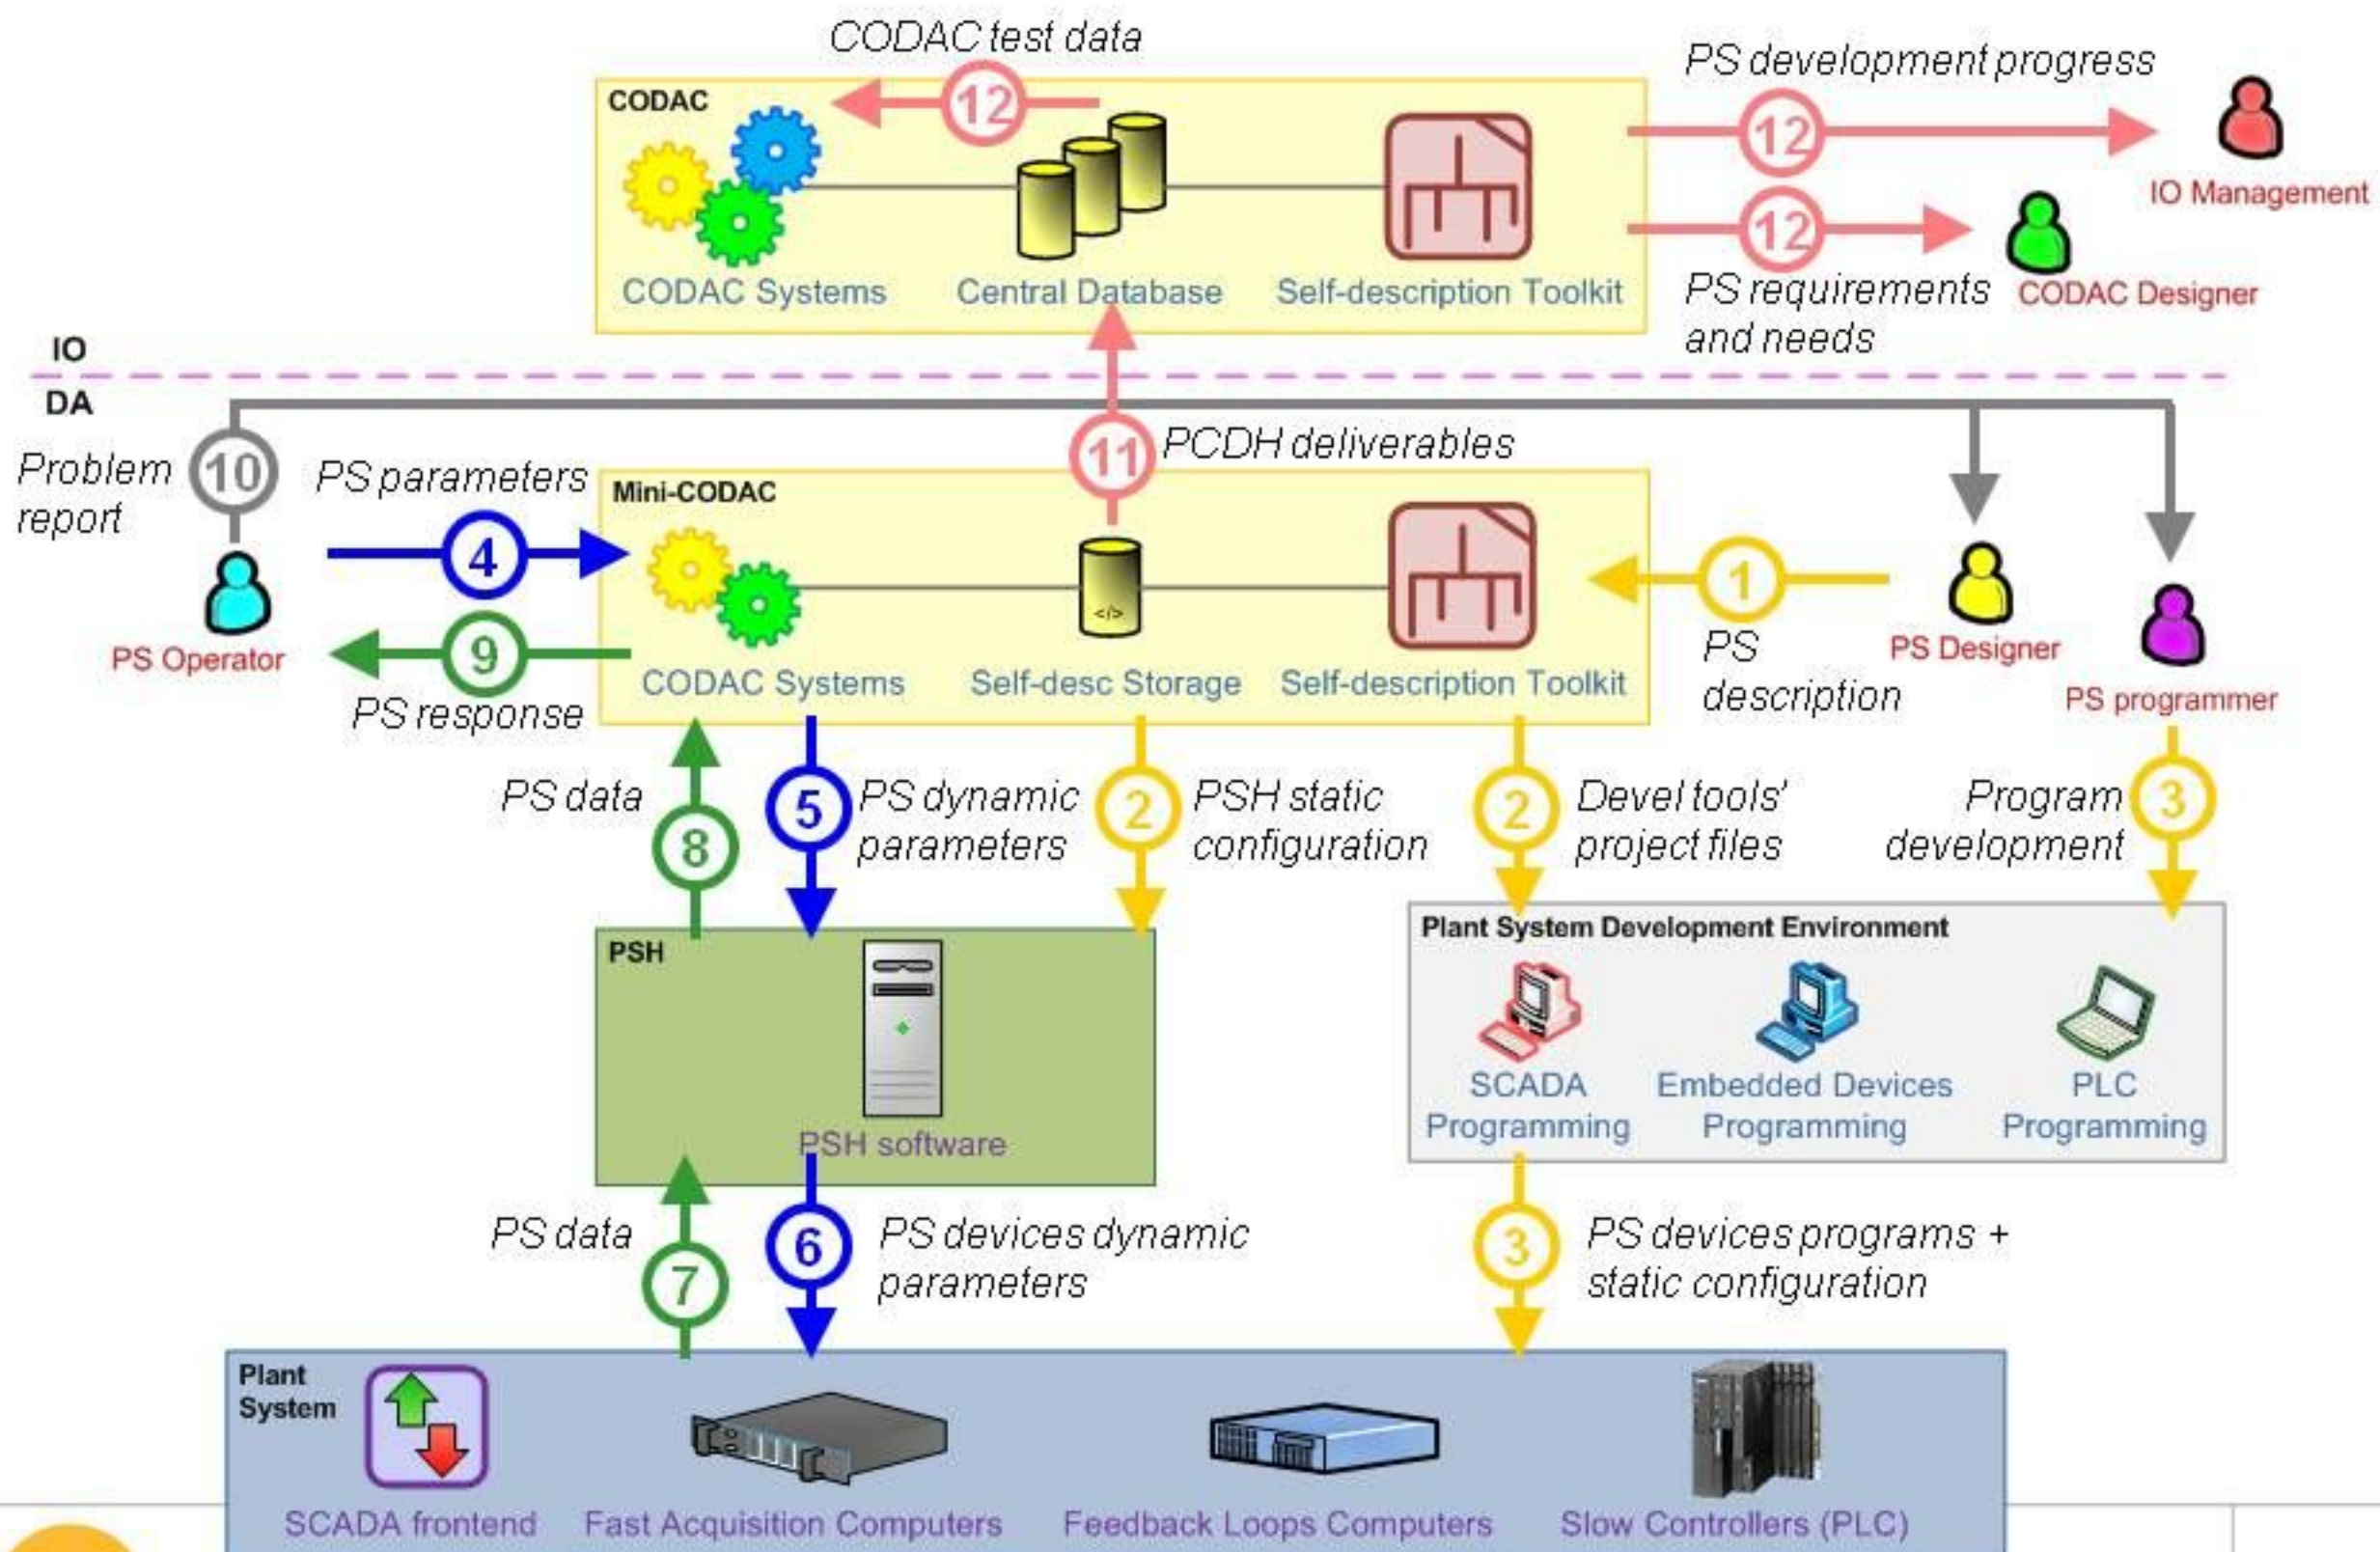 CODAC test data
12
PS development progress
12
CODAC
IO Management
12
CODAC Systems
Central Database
Self-description Toolkit
PS requirements
and needs
CODAC Designer
IO
DA
Problem
report
10
PS parameters
4
11
PCDH deliverables
Mini-CODAC
</>
1
PS
description
PS Designer
PS programmer
PS Operator
9
PS response
CODAC Systems
Self-desc Storage
Self-description Toolkit
PS data
8
5
PS dynamic
parameters
2
PSH static
configuration
2
Devel tools'
project files
Program
development
3
PSH
PSH software
Plant System Development Environment
SCADA
Programming
Embedded Devices
Programming
PLC
Programming
PS data
7
6
PS devices dynamic
parameters
3
PS devices programs +
static configuration
Plant
System
SCADA frontend
Fast Acquisition Computers
Feedback Loops Computers
Slow Controllers (PLC)